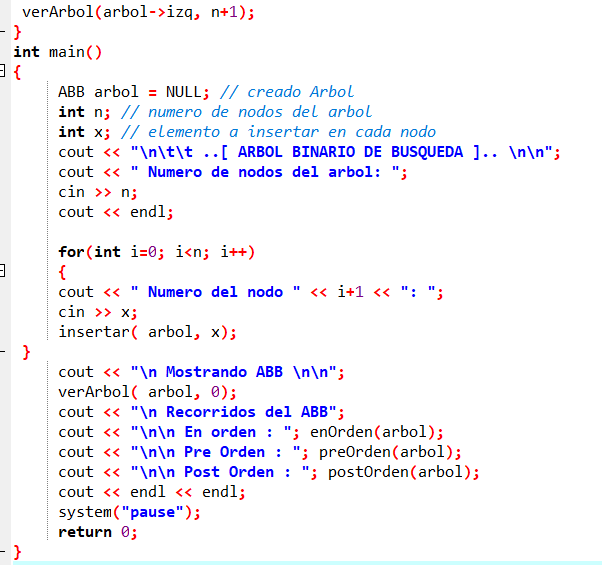 verArbol(arbol->izq, n+1);
}
int main()
{
ABB arbol = NULL; // creado Arbol
int n; // numero de nodos del arbol
int x; // elemento a insertar en cada nodo
cout << "\n\t\t ..[ ARBOL BINARIO DE BUSQUEDA ].. \n\n";
cout << " Numero de nodos del arbol: ";
cin >> n;
cout << endl;
for(int i=0; i<n; i++)
{
cout << " Numero del nodo " << i+1 << ": ";
cin >> x;
insertar( arbol, x);
}
cout << "\n Mostrando ABB \n\n";
verArbol( arbol, 0);
cout << "\n Recorridos del ABB";
cout << "\n\n En orden : "; enOrden(arbol);
cout << "\n\n Pre Orden : "; preOrden(arbol);
cout << "\n\n Post Orden : "; postOrden(arbol);
cout << endl << endl;
system("pause");
return 0;
}